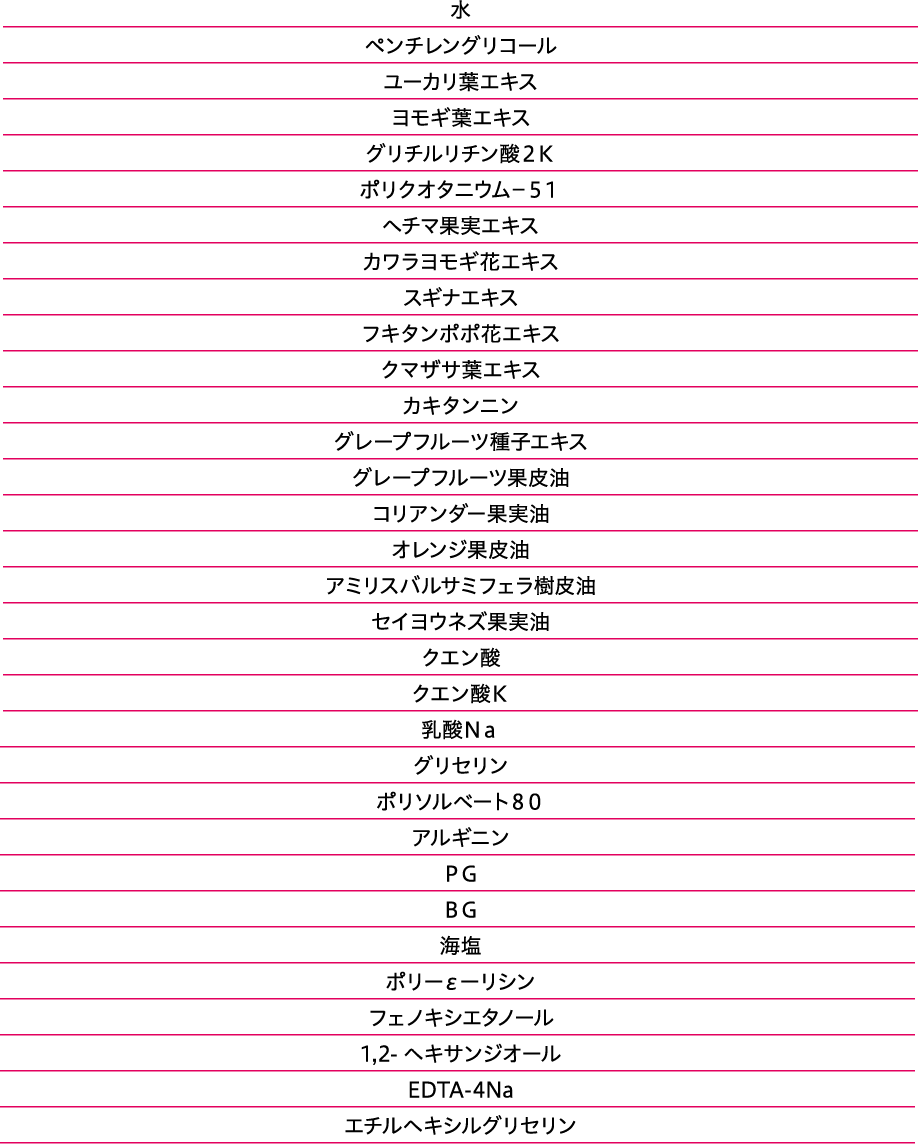 水
ペンチレングリコール
ユーカリ葉エキス
ヨモギ葉エキス
グリチルリチン酸2K
ポリクオタニウム−51
ヘチマ果実エキス
カワラヨモギ花エキス
スギナエキス
フキタンポポ花エキス
クマザサ葉エキス
カキタンニン
グレープフルーツ種子エキス
グレープフルーツ果皮油
コリアンダー果実油
オレンジ果皮油
アミリスバルサミフェラ樹皮油
セイヨウネズ果実油
クエン酸
クエン酸K
乳酸Na
グリセリン
ポリソルベート80
アルギニン
PG
BG
海塩
ポリーεーリシン
フェノキシエタノール
1,2- ヘキサンジオール
EDTA-4Na
エチルヘキシルグリセリン